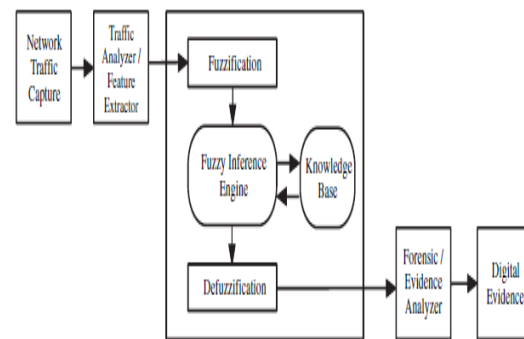 Network
Traffic
Capture
Traffic
Analyzer /
Feature
Extractor
Fuzzification
Fuzzy Inference
Engine
Knowledge
Base
Defuzzification
Forensic /
Evidence
Analyzer
Digital
Evidence